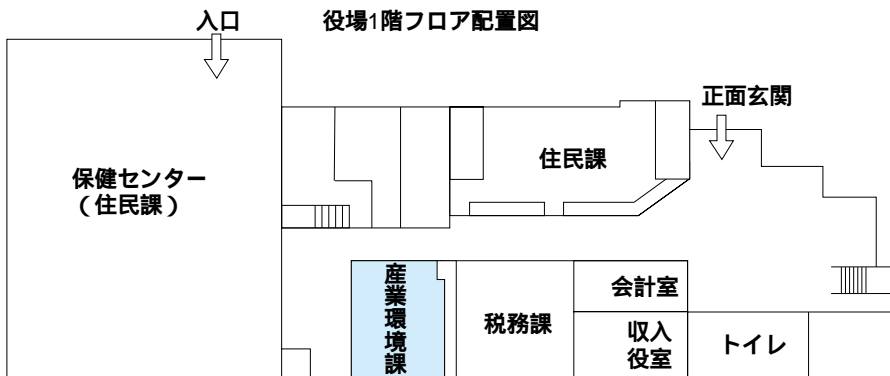 役場1階フロア配置図
入口
正面玄関
住民課
保健センター
（住民課）
産業環境課
税務課
会計室
収入
役室
トイレ